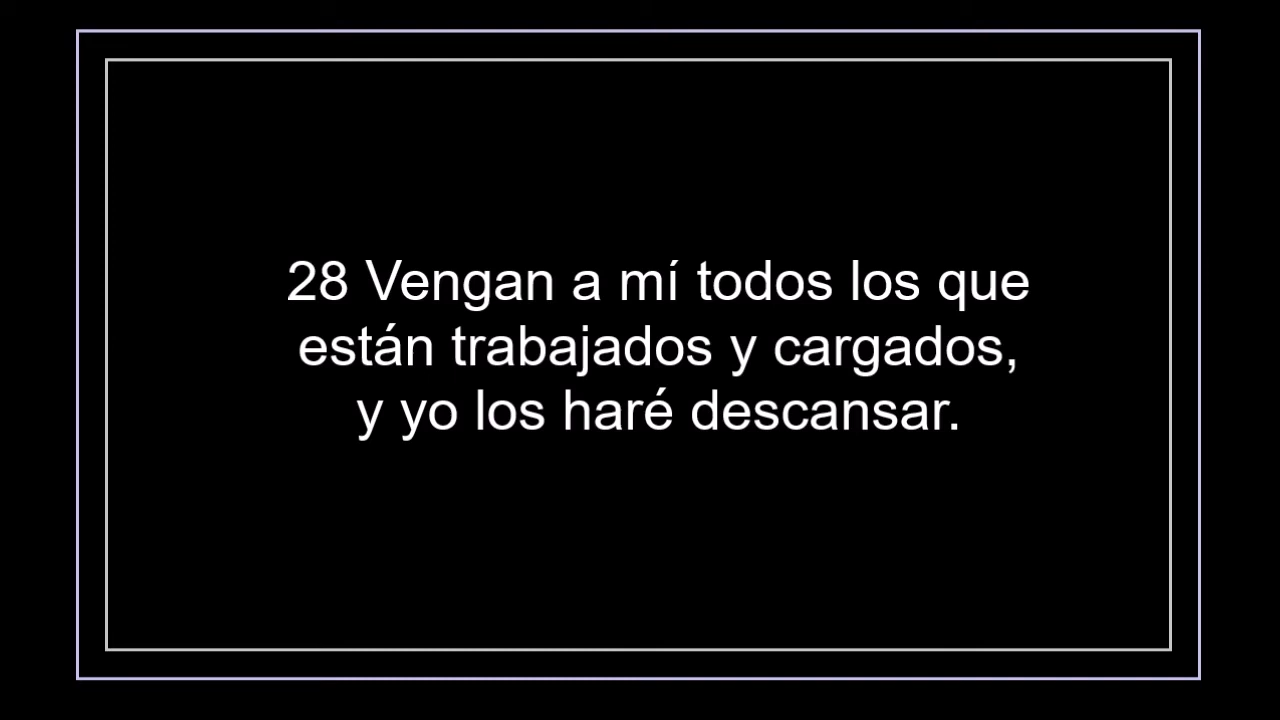 28 Vengan a mí todos los que
están trabajados y cargados,
y yo los haré descansar.